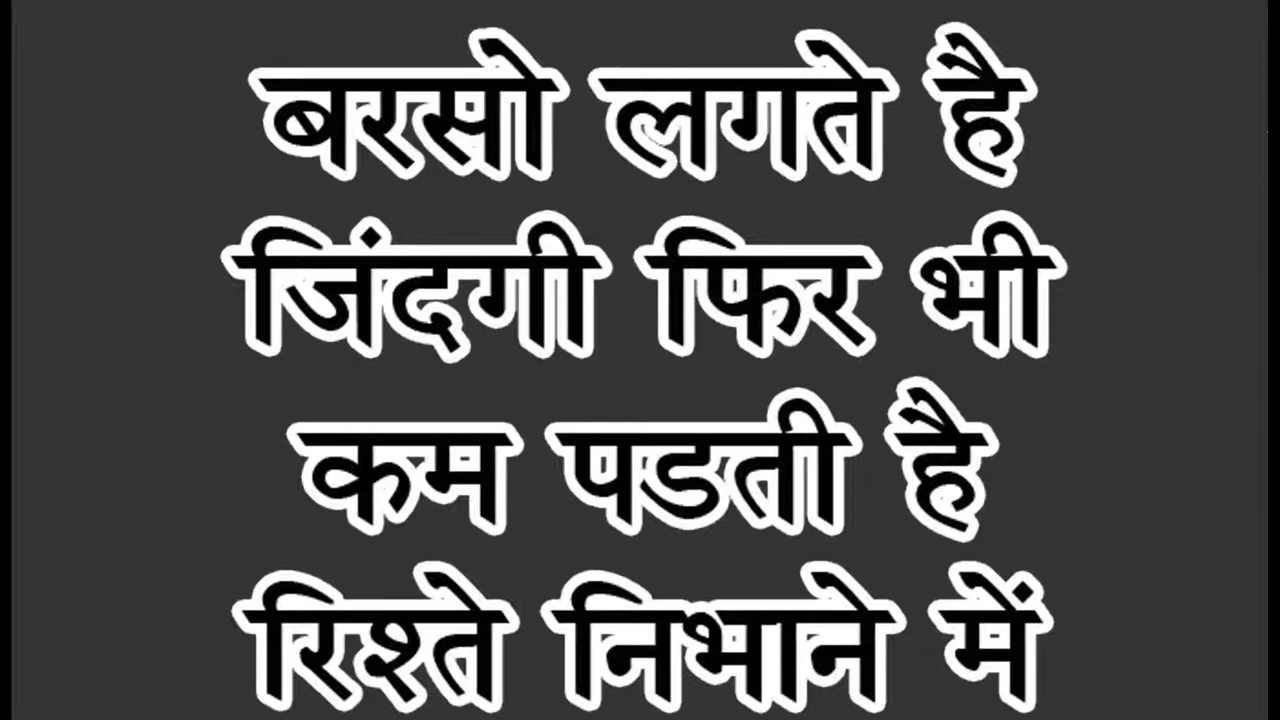 बरसो लगते है
जिंदगी फिर भी
कम पडती है
रिश्ते निभाने में